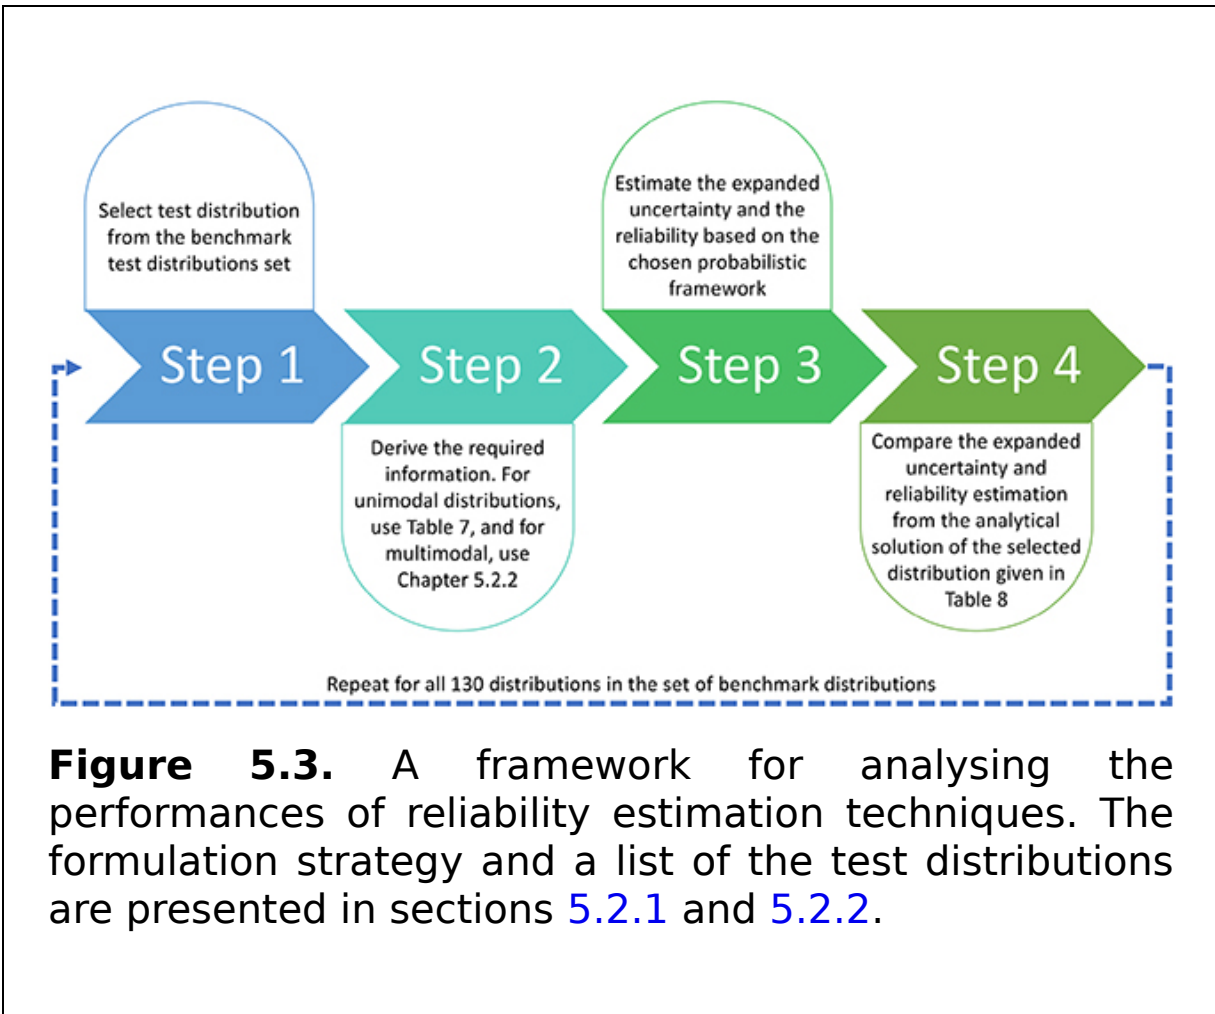 Select test distribution
from the benchmark
test distributions set
Step 1
Step 2
Derive the required
information. For
unimodal distributions,
use Table 7, and for
multimodal, use
Chapter 5.2.2
Estimate the expanded
uncertainty and the
reliability based on the
chosen probabilistic
framework
Step 3
Step 4
Compare the expanded
uncertainty and
reliability estimation
from the analytical
solution of the selected
distribution given in
Table 8
Repeat for all 130 distributions in the set of benchmark distributions
Figure 5.3. A framework for analysing the
performances of reliability estimation techniques. The
formulation strategy and a list of the test distributions
are presented in sections 5.2.1 and 5.2.2.